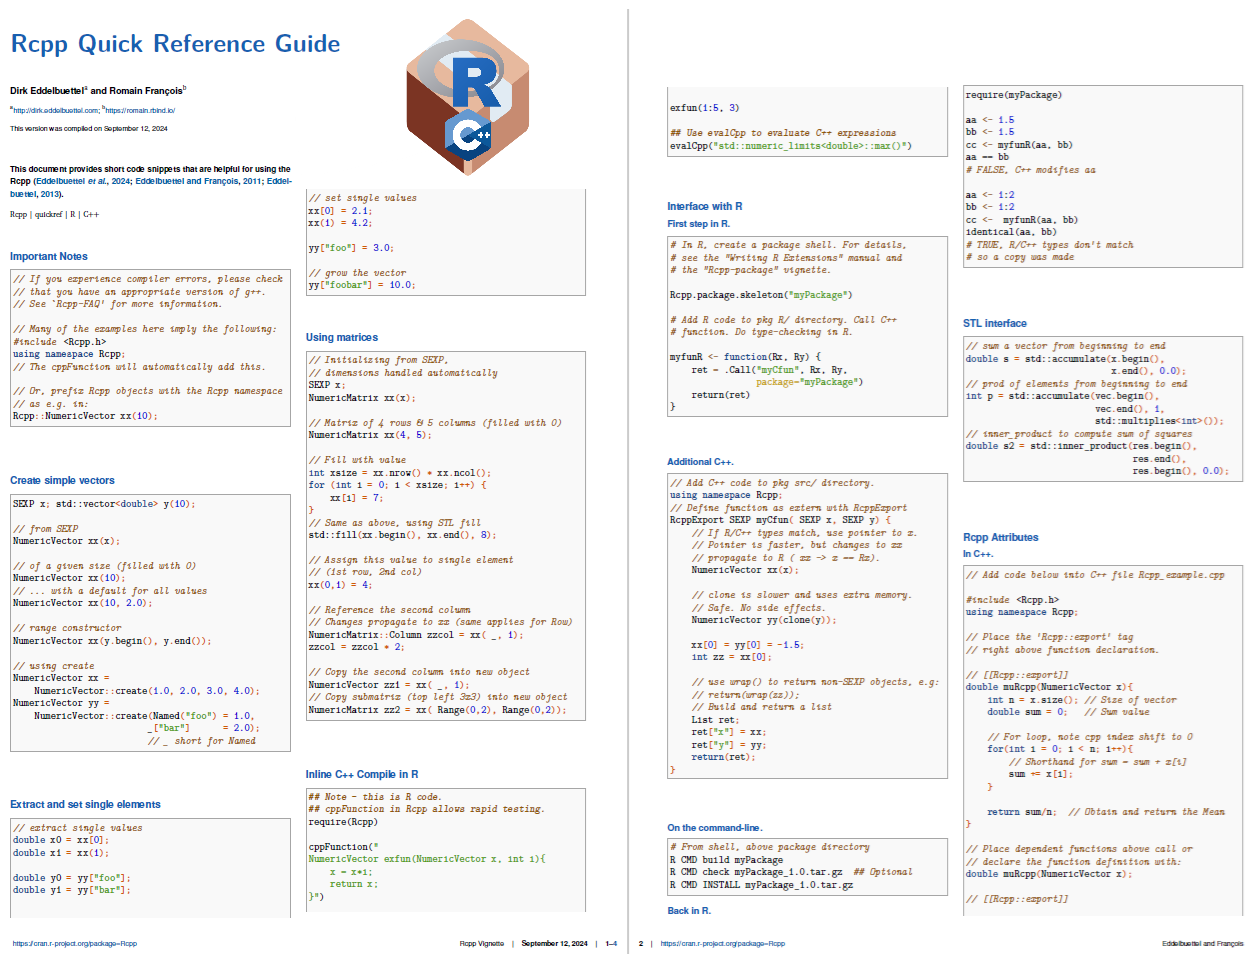 Rcpp Quick Reference Guide
Dirk Eddelbuettelᵃ and Romain Françoisᵇ
ᵃhttp://dirk.eddelbuettel.com; ᵇhttps://romain.rbind.io/
This version was compiled on September 12, 2024
This document provides short code snippets that are helpful for using the
Rcpp (Eddelbuettel et al., 2024; Eddelbuettel and François, 2011; Eddel-
buettel, 2013).
Rcpp | quickref | R | C++
Important Notes
// If you experience compiler errors, please check
// that you have an appropriate version of g++.
// See `Rcpp-FAQ' for more information.
// Many of the examples here imply the following:
#include <Rcpp.h>
using namespace Rcpp;
// The cppFunction will automatically add this.
// Or, prefix Rcpp objects with the Rcpp namespace
// as e.g. in:
Rcpp::NumericVector xx(10);
Create simple vectors
SEXP x; std::vector<double> y(10);
// from SEXP
NumericVector xx(x);
// of a given size (filled with 0)
NumericVector xx(10);
// ... with a default for all values
NumericVector xx(10, 2.0);
// range constructor
NumericVector xx(y.begin(), y.end());
// using create
NumericVector xx =
    NumericVector::create(1.0, 2.0, 3.0, 4.0);
NumericVector yy =
    NumericVector::create(Named("foo") = 1.0,
                          _["bar"]     = 2.0);
                          // _ short for Named
Extract and set single elements
// extract single values
double x0 = xx[0];
double x1 = xx(1);
double y0 = yy["foo"];
double y1 = yy["bar"];
R
C++
// set single values
xx[0] = 2.1;
xx(1) = 4.2;
yy["foo"] = 3.0;
// grow the vector
yy["foobar"] = 10.0;
Using matrices
// Initializing from SEXP,
// dimensions handled automatically
SEXP x;
NumericMatrix xx(x);
// Matrix of 4 rows & 5 columns (filled with 0)
NumericMatrix xx(4, 5);
// Fill with value
int xsize = xx.nrow() * xx.ncol();
for (int i = 0; i < xsize; i++) {
    xx[i] = 7;
}
// Same as above, using STL fill
std::fill(xx.begin(), xx.end(), 8);
// Assign this value to single element
// (1st row, 2nd col)
xx(0,1) = 4;
// Reference the second column
// Changes propagate to xx (same applies for Row)
NumericMatrix::Column zzcol = xx( _, 1);
zzcol = zzcol * 2;
// Copy the second column into new object
NumericVector zz1 = xx( _, 1);
// Copy submatrix (top left 3x3) into new object
NumericMatrix zz2 = xx( Range(0,2), Range(0,2));
Inline C++ Compile in R
## Note - this is R code.
## cppFunction in Rcpp allows rapid testing.
require(Rcpp)
cppFunction("
NumericVector exfun(NumericVector x, int i){
    x = x*i;
    return x;
}")
https://cran.r-project.org/package=Rcpp
Rcpp Vignette | September 12, 2024 | 1–4
exfun(1:5, 3)
## Use evalCpp to evaluate C++ expressions
evalCpp("std::numeric_limits<double>::max()")
Interface with R
First step in R.
# In R, create a package shell. For details,
# see the "Writing R Extensions" manual and
# the "Rcpp-package" vignette.
Rcpp.package.skeleton("myPackage")
# Add R code to pkg R/ directory. Call C++
# function. Do type-checking in R.
myfunR <- function(Rx, Ry) {
    ret = .Call("myCfun", Rx, Ry,
                package="myPackage")
    return(ret)
}
Additional C++.
// Add C++ code to pkg src/ directory.
using namespace Rcpp;
// Define function as extern with RcppExport
RcppExport SEXP myCfun( SEXP x, SEXP y) {
    // If R/C++ types match, use pointer to x.
    // Pointer is faster, but changes to xx
    // propagate to R ( xx -> x == Rx).
    NumericVector xx(x);
    // clone is slower and uses extra memory.
    // Safe. No side effects.
    NumericVector yy(clone(y));
    xx[0] = yy[0] = -1.5;
    int zz = xx[0];
    // use wrap() to return non-SEXP objects, e.g:
    // return(wrap(zz));
    // Build and return a list
    List ret;
    ret["x"] = xx;
    ret["y"] = yy;
    return(ret);
}
On the command-line.
# From shell, above package directory
R CMD build myPackage
R CMD check myPackage_1.0.tar.gz  ## Optional
R CMD INSTALL myPackage_1.0.tar.gz
Back in R.
require(myPackage)
aa <- 1.5
bb <- 1.5
cc <- myfunR(aa, bb)
aa == bb
# FALSE, C++ modifies aa
aa <- 1:2
bb <- 1:2
cc <-  myfunR(aa, bb)
identical(aa, bb)
# TRUE, R/C++ types don't match
# so a copy was made
STL interface
// sum a vector from beginning to end
double s = std::accumulate(x.begin(),
                           x.end(), 0.0);
// prod of elements from beginning to end
int p = std::accumulate(vec.begin(),
                        vec.end(), 1,
                        std::multiplies<int>());
// inner_product to compute sum of squares
double s2 = std::inner_product(res.begin(),
                               res.end(),
                               res.begin(), 0.0);
Rcpp Attributes
In C++.
// Add code below into C++ file Rcpp_example.cpp
#include <Rcpp.h>
using namespace Rcpp;
// Place the 'Rcpp::export' tag
// right above function declaration.
// [[Rcpp::export]]
double muRcpp(NumericVector x){
    int n = x.size(); // Size of vector
    double sum = 0;   // Sum value
    // For loop, note cpp index shift to 0
    for(int i = 0; i < n; i++){
        // Shorthand for sum = sum + x[i]
        sum += x[i];
    }
    return sum/n;  // Obtain and return the Mean
}
// Place dependent functions above call or
// declare the function definition with:
double muRcpp(NumericVector x);
// [[Rcpp::export]]
2 | https://cran.r-project.org/package=Rcpp
Eddelbuettel and François